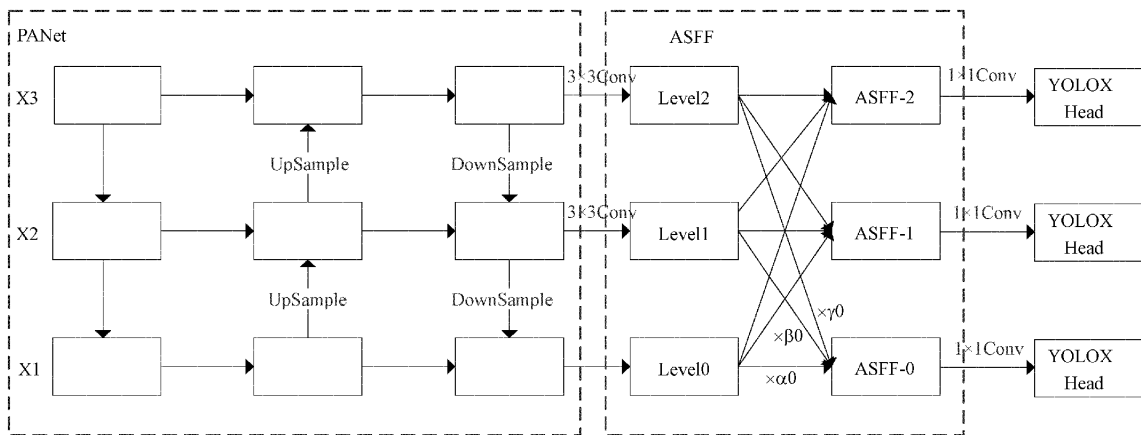 PANet
ASFF
X3
3×3Conv
Level2
ASFF-2
1×1Conv
YOLOX
Head
UpSample
DownSample
X2
3×3Conv
Level1
ASFF-1
1×1Conv
YOLOX
Head
UpSample
DownSample
×γ0
×β0
X1
Level0
×α0
ASFF-0
1×1Conv
YOLOX
Head